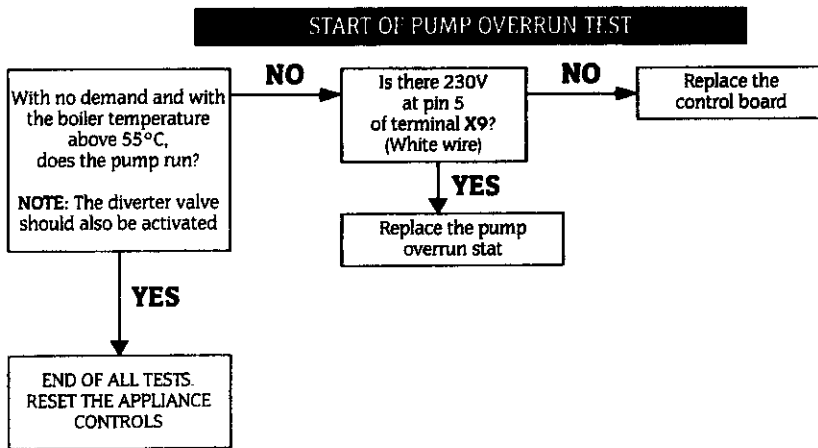 START OF PUMP OVERRUN TEST
With no demand and with
the boiler temperature
above 55°C,
does the pump run?
NOTE: The diverter valve
should also be activated
NO
Is there 230V
at pin 5
of terminal X9?
(White wire)
NO
Replace the
control board
YES
Replace the pump
overrun stat
YES
END OF ALL TESTS.
RESET THE APPLIANCE
CONTROLS